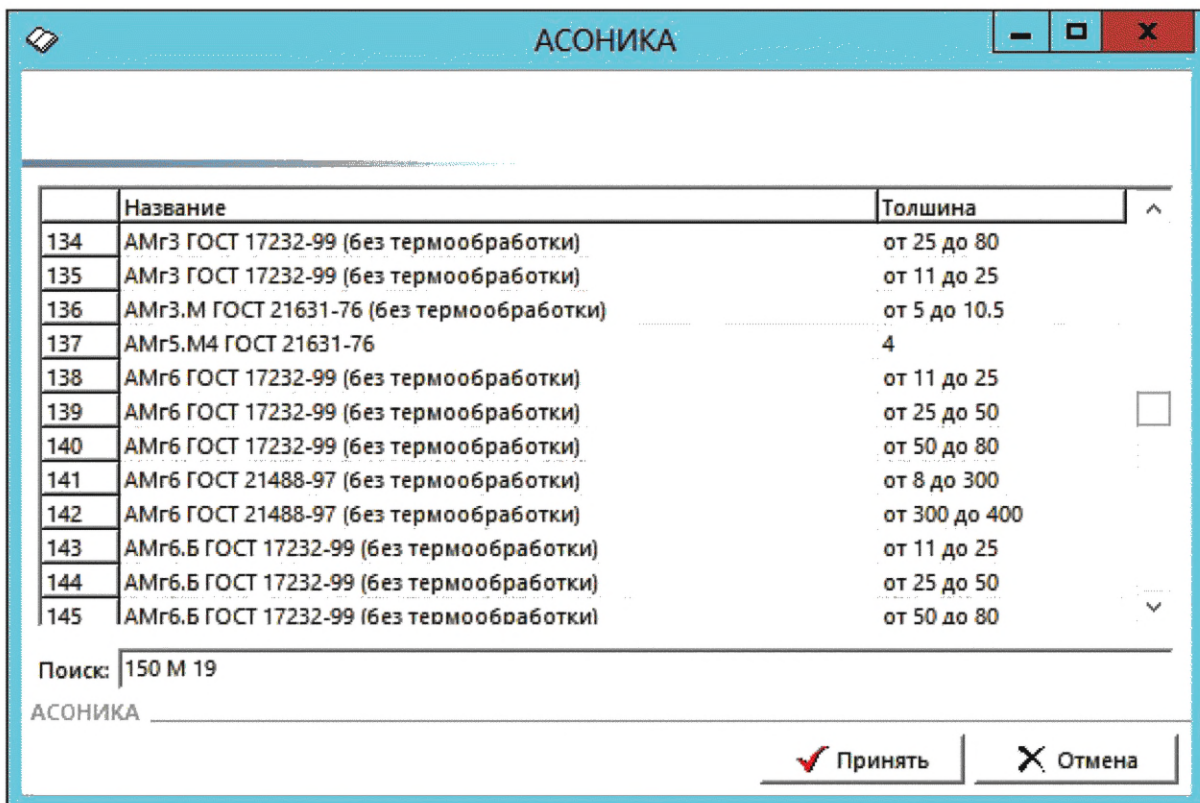 АСОНИКА
Название Толшина
134 АМг3 ГОСТ 17232-99 (без термообработки) от 25 до 80
135 АМг3 ГОСТ 17232-99 (без термообработки) от 11 до 25
136 АМг3.М ГОСТ 21631-76 (без термообработки) от 5 до 10.5
137 АМг5.М4 ГОСТ 21631-76 4
138 АМг6 ГОСТ 17232-99 (без термообработки) от 11 до 25
139 АМг6 ГОСТ 17232-99 (без термообработки) от 25 до 50
140 АМг6 ГОСТ 17232-99 (без термообработки) от 50 до 80
141 АМг6 ГОСТ 21488-97 (без термообработки) от 8 до 300
142 АМг6 ГОСТ 21488-97 (без термообработки) от 300 до 400
143 АМг6.Б ГОСТ 17232-99 (без термообработки) от 11 до 25
144 АМг6.Б ГОСТ 17232-99 (без термообработки) от 25 до 50
145 АМг6.Б ГОСТ 17232-99 (без термообработки) от 50 до 80
Поиск: 150 М 19
АСОНИКА
Принять Отмена